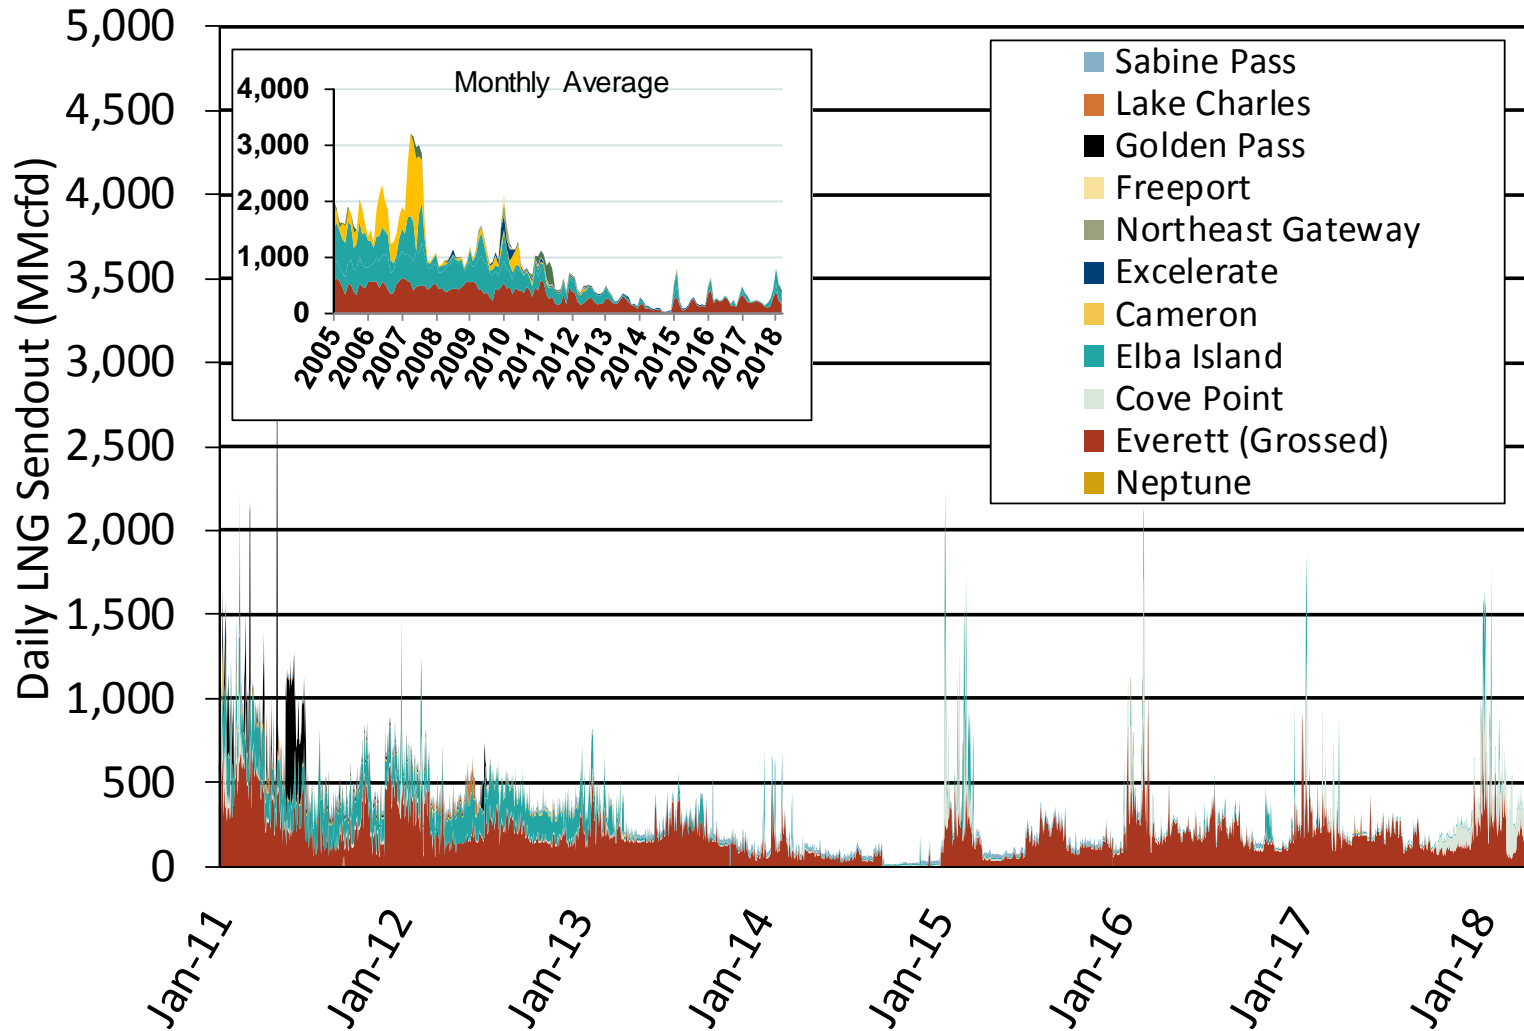 Daily LNG Sendout (MMcfd)
5,000
4,500
4,000
3,500
3,000
2,500
2,000
1,500
1,000
500
0
Monthly Average
4,000
3,000
2,000
1,000
0
2005
2006
2007
2008
2009
2010
2011
2012
2013
2014
2015
2016
2017
2018
Sabine Pass
Lake Charles
Golden Pass
Freeport
Northeast Gateway
Excelerate
Cameron
Elba Island
Cove Point
Everett (Grossed)
Neptune
Jan-11
Jan-12
Jan-13
Jan-14
Jan-15
Jan-16
Jan-17
Jan-18